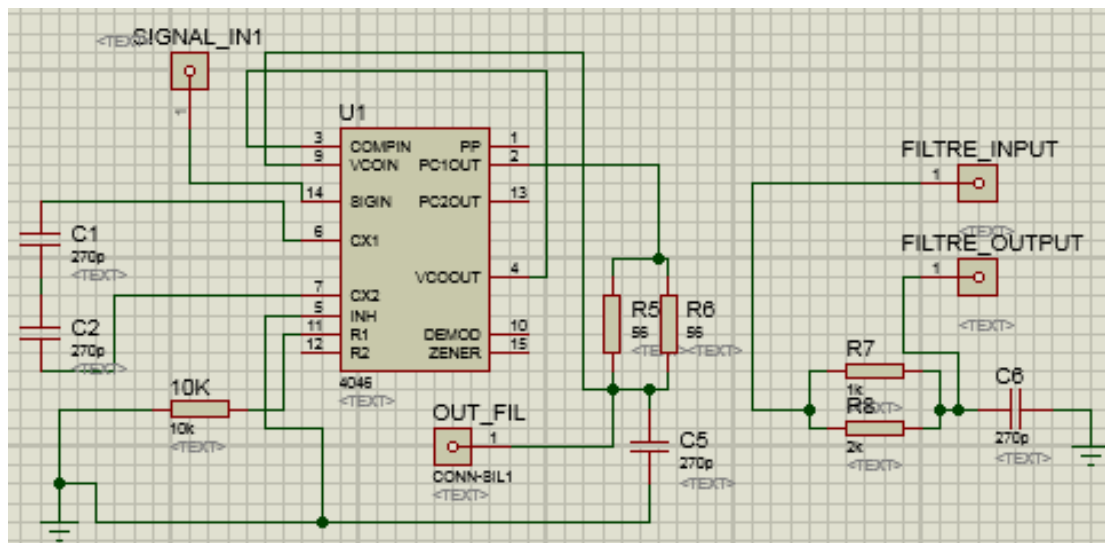 SIGNAL_IN1
<TEXT>
1
U1
3 COMPIN
9 VCOIN
14 SIGIN
6 CX1
7 CX2
5 INH
11 R1
12 R2
PP 1
PC1OUT 2
PC2OUT 13
VCOOUT 4
DEMOD 10
ZENER 15
4046
<TEXT>
C1
270p
<TEXT>
C2
270p
<TEXT>
10K
10k
<TEXT>
OUT_FIL
1
CONN-SIL1
<TEXT>
R5
56
<TEXT>
R6
56
<TEXT>
C5
270p
<TEXT>
FILTRE_INPUT
1
<TEXT>
FILTRE_OUTPUT
1
<TEXT>
R7
1k
<TEXT>
R8
2k
<TEXT>
C6
270p
<TEXT>